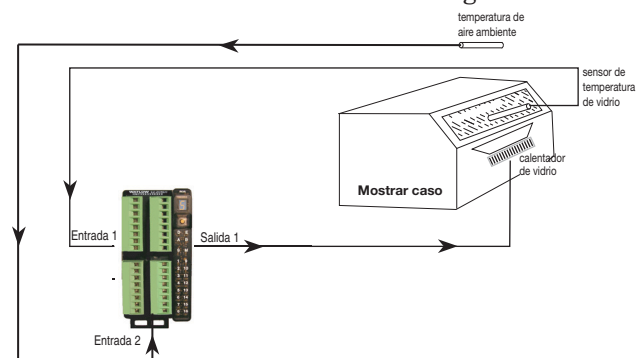 temperatura de
aire ambiente
sensor de
temperatura
de vidrio
calentador
de vidrio
Mostrar caso
WATLOW
Entrada 1
Salida 1
Entrada 2